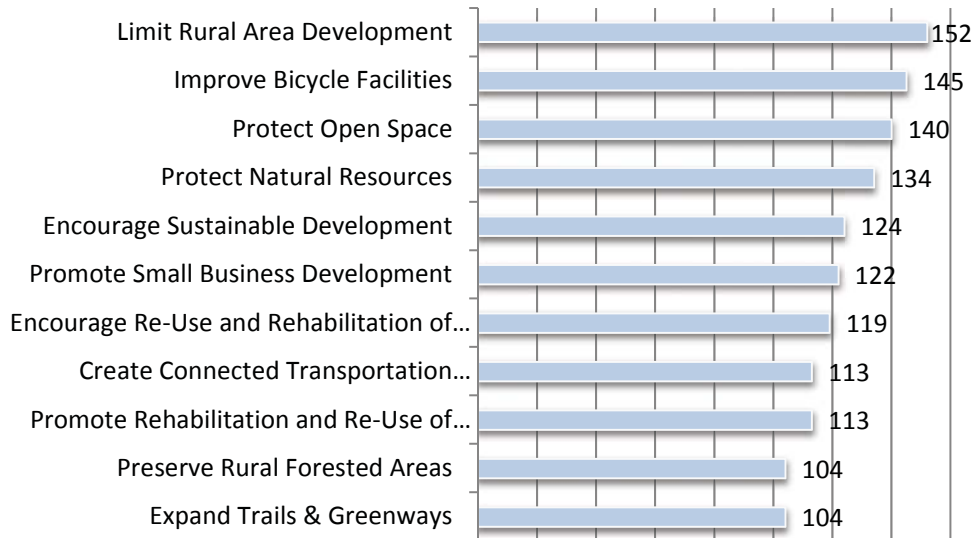 Limit Rural Area Development 152
Improve Bicycle Facilities 145
Protect Open Space 140
Protect Natural Resources 134
Encourage Sustainable Development 124
Promote Small Business Development 122
Encourage Re-Use and Rehabilitation of… 119
Create Connected Transportation… 113
Promote Rehabilitation and Re-Use of… 113
Preserve Rural Forested Areas 104
Expand Trails & Greenways 104